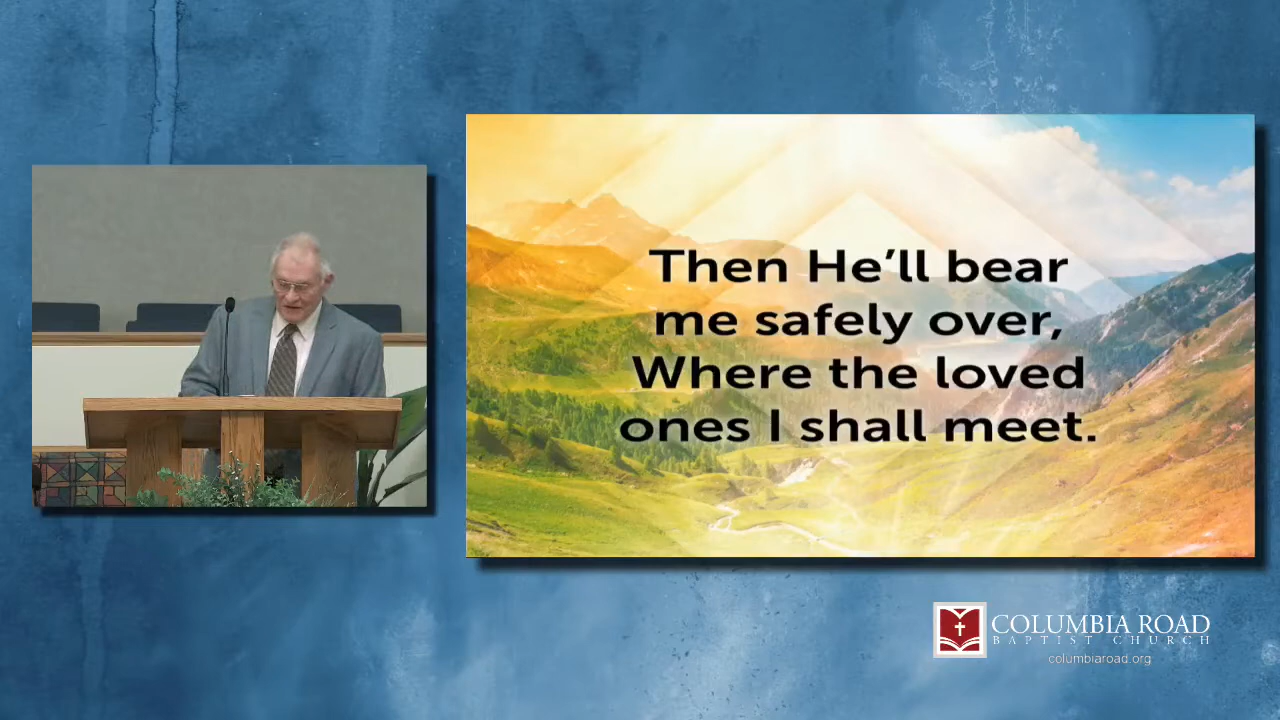 Then He’ll bear
me safely over,
Where the loved
ones I shall meet.
COLUMBIA ROAD
BAPTIST CHURCH
columbiaroad.org